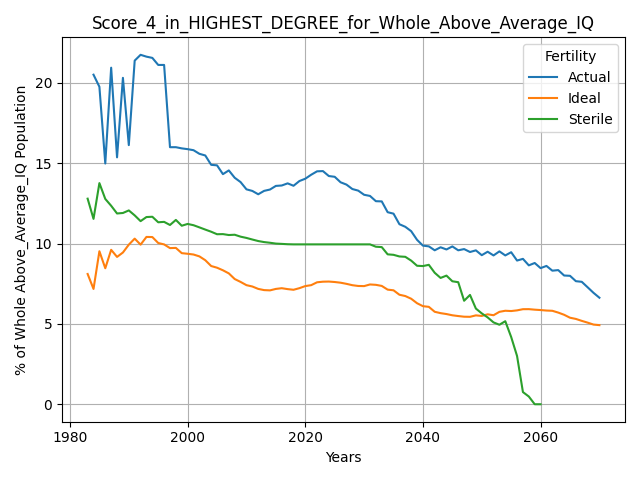 Score_4_in_HIGHEST_DEGREE_for_Whole_Above_Average_IQ
% of Whole Above_Average_IQ Population
20
15
10
5
0
1980
2000
2020
2040
2060
Years
Fertility
Actual
Ideal
Sterile